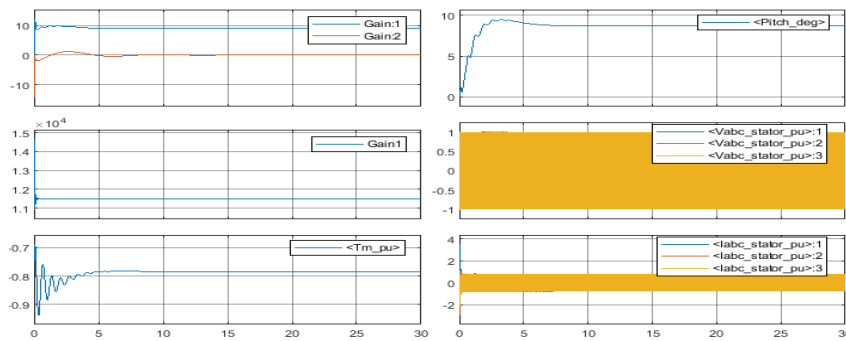 10
0
-10
Gain:1
Gain:2
×10⁴
1.5
1.4
1.3
1.2
1.1
Gain1
-0.7
-0.8
-0.9
<Tm_pu>
0 5 10 15 20 25 30
10
5
0
<Pitch_deg>
1
0.5
0
-0.5
-1
<Vabc_stator_pu>:1
<Vabc_stator_pu>:2
<Vabc_stator_pu>:3
4
2
0
-2
<Iabc_stator_pu>:1
<Iabc_stator_pu>:2
<Iabc_stator_pu>:3
0 5 10 15 20 25 30